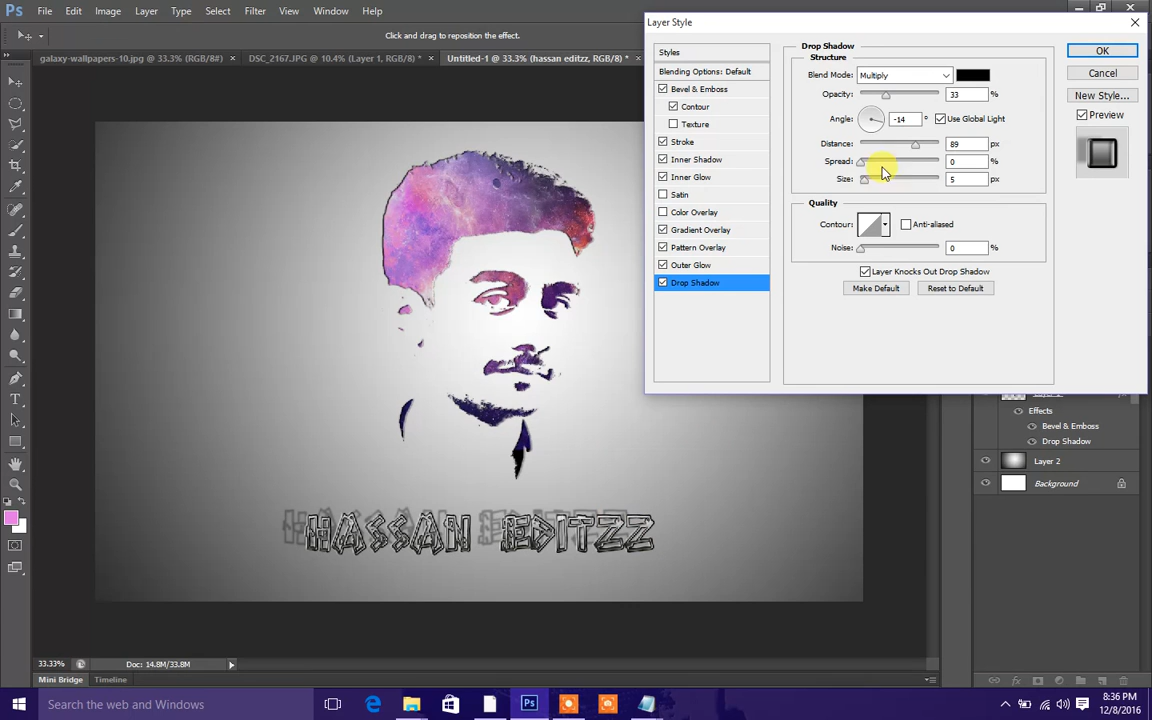 Ps File Edit Image Layer Type Select Filter View Window Help
Click and drag to reposition the effect.
galaxy-wallpapers-10.jpg @ 33.3% (RGB/8#) × DSC_2167.JPG @ 10.4% (Layer 1, RGB/8) * × Untitled-1 @ 33.3% (hassan editzz, RGB/8) * ×
Layer Style
Styles
Blending Options: Default
Bevel & Emboss
Contour
Texture
Stroke
Inner Shadow
Inner Glow
Satin
Color Overlay
Gradient Overlay
Pattern Overlay
Outer Glow
Drop Shadow
Drop Shadow
Structure
Blend Mode: Multiply
Opacity: 33 %
Angle: -14 ° Use Global Light
Distance: 89 px
Spread: 0 %
Size: 5 px
Quality
Contour: Anti-aliased
Noise: 0 %
Layer Knocks Out Drop Shadow
Make Default Reset to Default
OK
Cancel
New Style...
Preview
HASSAN EDITZZ
Effects
Bevel & Emboss
Drop Shadow
Layer 2
Background
33.33% Doc: 14.8M/33.8M
Mini Bridge Timeline
Search the web and Windows
8:36 PM
12/8/2016